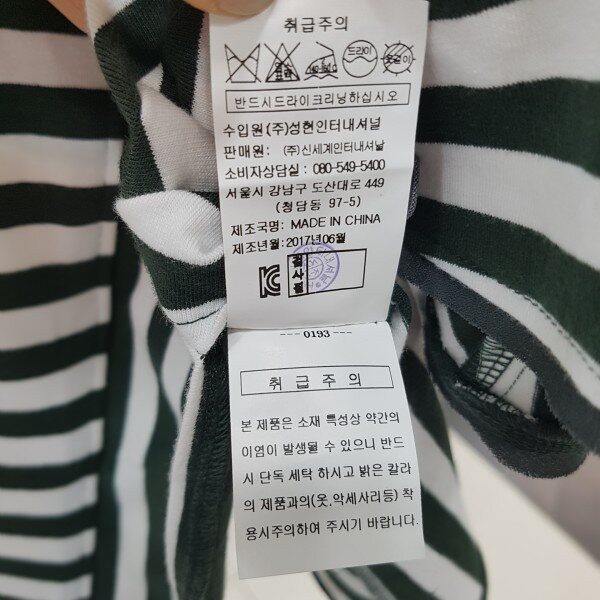 취급주의
드라이
옷걸이
반드시드라이크리닝하십시오
수입원 (주)성현인터내셔널
판매원: (주)신세계인터내셔날
소비자상담실: 080-549-5400
서울시 강남구 도산대로 449
(청담동 97-5)
제조국명: MADE IN CHINA
제조년월:2017년06월
KC 검사필
---0193---
취급주의
본 제품은 소재 특성상 약간의
이염이 발생될 수 있으니 반드
시 단독 세탁 하시고 밝은 칼라
의 제품과의(옷,악세사리등) 착
용시주의하여 주시기 바랍니다.